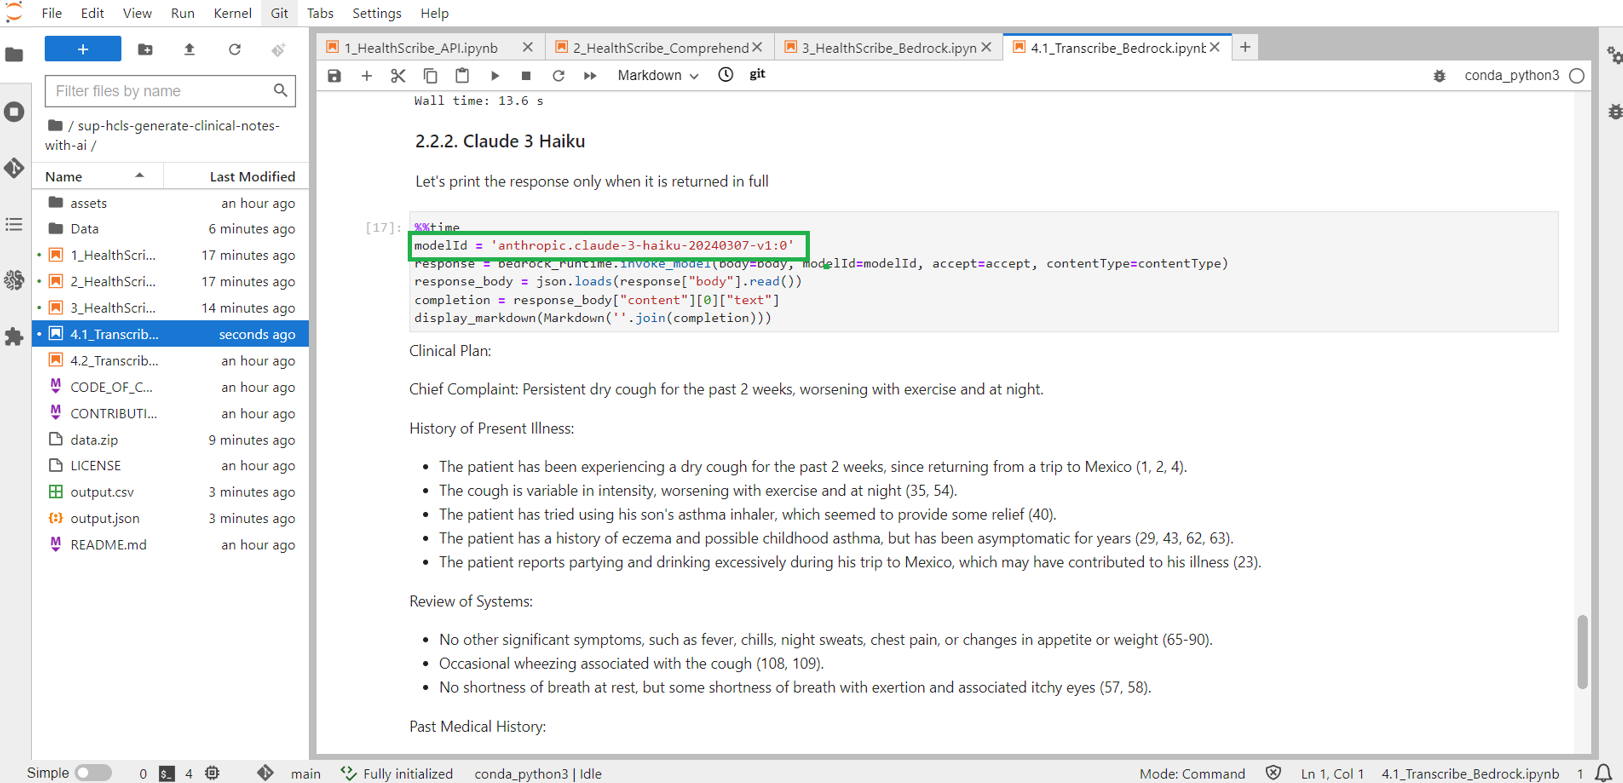 File Edit View Run Kernel Git Tabs Settings Help
+
Filter files by name
/ sup-hcls-generate-clinical-notes-
with-ai /
Name Last Modified
assets an hour ago
Data 6 minutes ago
1_HealthScri... 17 minutes ago
2_HealthScri... 17 minutes ago
3_HealthScri... 14 minutes ago
4.1_Transcrib... seconds ago
4.2_Transcrib... an hour ago
CODE_OF_C... an hour ago
CONTRIBUTI... an hour ago
data.zip 9 minutes ago
LICENSE an hour ago
output.csv 3 minutes ago
output.json 3 minutes ago
README.md an hour ago
1_HealthScribe_API.ipynb 2_HealthScribe_Comprehend 3_HealthScribe_Bedrock.ipyn 4.1_Transcribe_Bedrock.ipynb +
Markdown git conda_python3
Wall time: 13.6 s
2.2.2. Claude 3 Haiku
Let's print the response only when it is returned in full
[17]: %%time
modelId = 'anthropic.claude-3-haiku-20240307-v1:0'
response = bedrock_runtime.invoke_model(body=body, modelId=modelId, accept=accept, contentType=contentType)
response_body = json.loads(response["body"].read())
completion = response_body["content"][0]["text"]
display_markdown(Markdown(''.join(completion)))
Clinical Plan:
Chief Complaint: Persistent dry cough for the past 2 weeks, worsening with exercise and at night.
History of Present Illness:
• The patient has been experiencing a dry cough for the past 2 weeks, since returning from a trip to Mexico (1, 2, 4).
• The cough is variable in intensity, worsening with exercise and at night (35, 54).
• The patient has tried using his son's asthma inhaler, which seemed to provide some relief (40).
• The patient has a history of eczema and possible childhood asthma, but has been asymptomatic for years (29, 43, 62, 63).
• The patient reports partying and drinking excessively during his trip to Mexico, which may have contributed to his illness (23).
Review of Systems:
• No other significant symptoms, such as fever, chills, night sweats, chest pain, or changes in appetite or weight (65-90).
• Occasional wheezing associated with the cough (108, 109).
• No shortness of breath at rest, but some shortness of breath with exertion and associated itchy eyes (57, 58).
Past Medical History:
Simple 0 4 main Fully initialized conda_python3 | Idle Mode: Command Ln 1, Col 1 4.1_Transcribe_Bedrock.ipynb 1